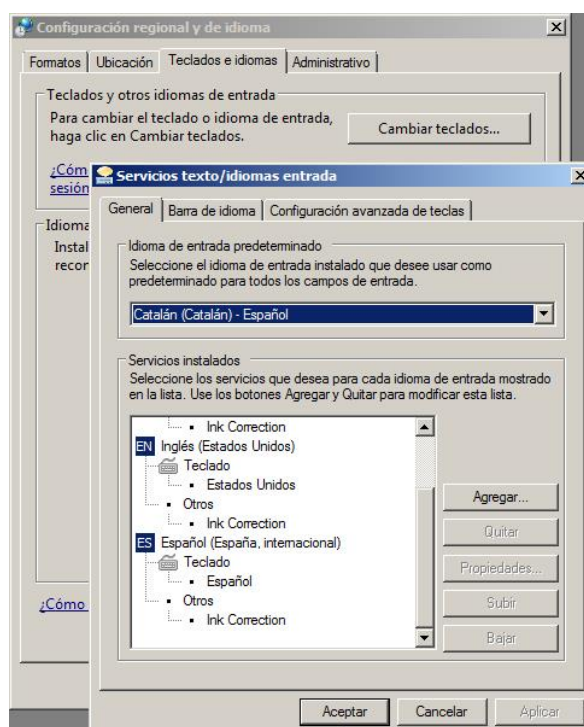 Configuración regional y de idioma
Formatos Ubicación Teclados e idiomas Administrativo
Teclados y otros idiomas de entrada
Para cambiar el teclado o idioma de entrada,
haga clic en Cambiar teclados.
Cambiar teclados...
¿Cóm
sesión
Idioma
Instal
recor
¿Cómo
Servicios texto/idiomas entrada
General Barra de idioma Configuración avanzada de teclas
Idioma de entrada predeterminado
Seleccione el idioma de entrada instalado que desee usar como
predeterminado para todos los campos de entrada.
Catalán (Catalán) - Español
Servicios instalados
Seleccione los servicios que desea para cada idioma de entrada mostrado
en la lista. Use los botones Agregar y Quitar para modificar esta lista.
Ink Correction
EN Inglés (Estados Unidos)
Teclado
Estados Unidos
Otros
Ink Correction
ES Español (España, internacional)
Teclado
Español
Otros
Ink Correction
Agregar...
Quitar
Propiedades...
Subir
Bajar
Aceptar Cancelar Aplicar